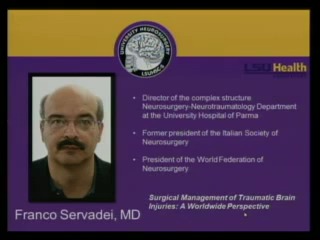 UNIVERSITY NEUROSURGERY
LSUHSC-S
LSU Health
• Director of the complex structure
Neurosurgery-Neurotraumatology Department
at the University Hospital of Parma
• Former president of the Italian Society of
Neurosurgery
• President of the World Federation of
Neurosurgery
Surgical Management of Traumatic Brain
Injuries: A Worldwide Perspective
Franco Servadei, MD